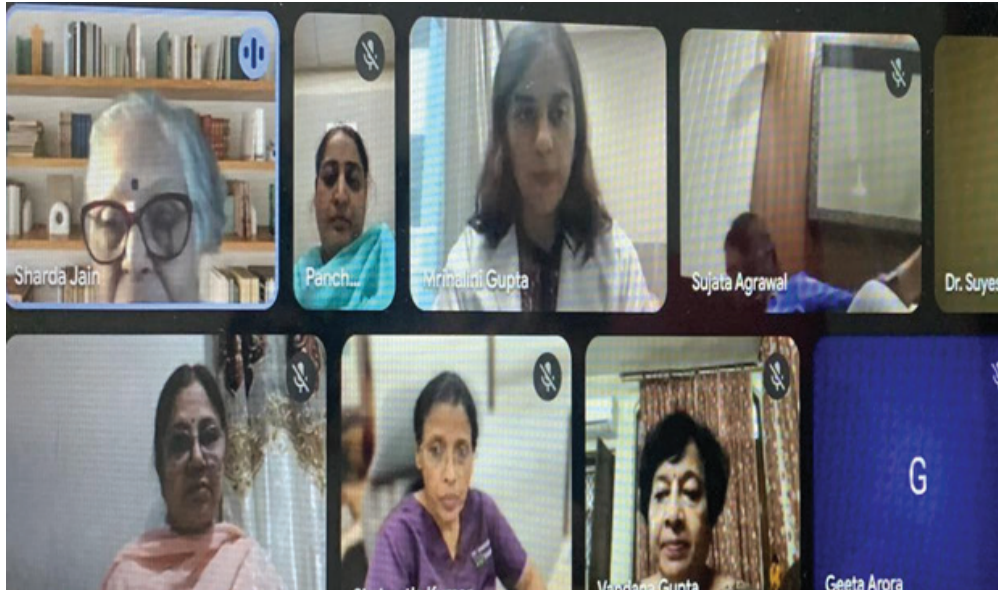 Sharda Jain
Panch...
Mrinalini Gupta
Sujata Agrawal
Dr. Suyes
G
Vandana Gupta
Geeta Arora